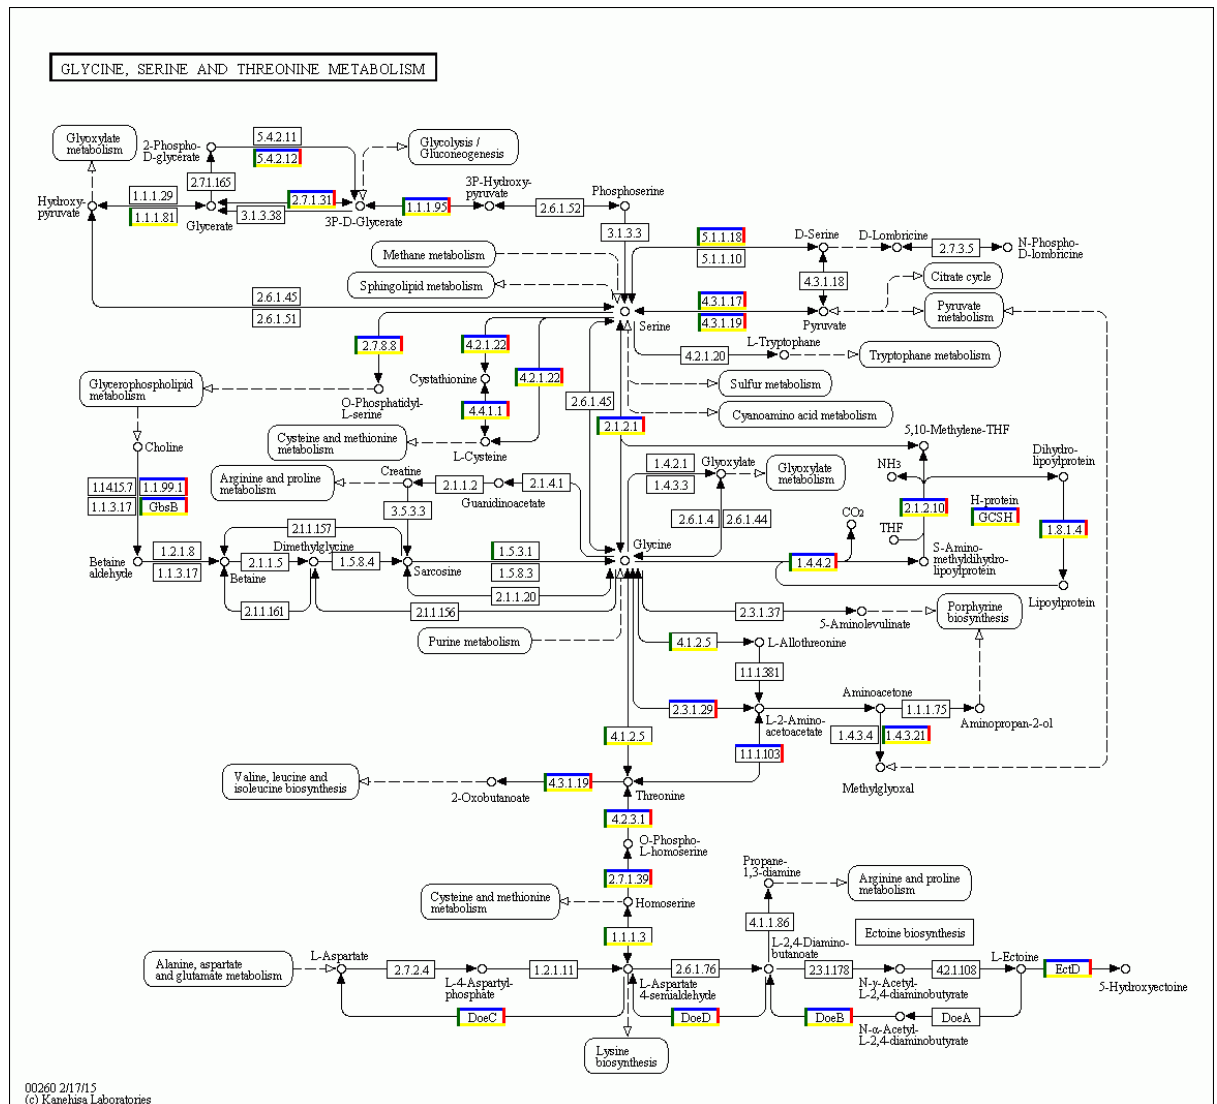 GLYCINE, SERINE AND THREONINE METABOLISM
Glyoxylate
metabolism
2-Phospho-
D-glycerate
5.4.2.11
5.4.2.12
Glycolysis /
Gluconeogenesis
2.7.1.165
3P-Hydroxy-
pyruvate
Phosphoserine
Hydroxy-
pyruvate
1.1.1.29
1.1.1.81
Glycerate
2.7.1.31
3.1.3.38
3P-D-Glycerate
1.1.1.95
2.6.1.52
3.1.3.3
Methane metabolism
Sphingolipid metabolism
5.1.1.18
5.1.1.10
D-Serine
D-Lombricine
2.7.3.5
N-Phospho-
D-lombricine
4.3.1.18
Citrate cycle
Pyruvate
metabolism
2.6.1.45
2.6.1.51
Serine
4.3.1.17
4.3.1.19
Pyruvate
2.7.8.8
4.2.1.22
4.2.1.20
L-Tryptophane
Tryptophane metabolism
Glycerophospholipid
metabolism
O-Phosphatidyl-
L-serine
Cystathionine
4.2.1.22
Sulfur metabolism
4.4.1.1
2.6.1.45
2.1.2.1
Cyanoamino acid metabolism
Choline
Cysteine and methionine
metabolism
L-Cysteine
5,10-Methylene-THF
1.14.15.7
1.1.99.1
1.1.3.17
GbsB
Arginine and proline
metabolism
Creatine
2.1.1.2
Guanidinoacetate
2.1.4.1
1.4.2.1
1.4.3.3
Glyoxylate
Glyoxylate
metabolism
NH3
Dihydro-
lipoylprotein
3.5.3.3
2.6.1.4
2.6.1.44
CO2
THF
2.1.2.10
H-protein
GCSH
1.8.1.4
2.1.1.157
Betaine
aldehyde
1.2.1.8
1.1.3.17
Betaine
2.1.1.5
Dimethylglycine
1.5.8.4
Sarcosine
1.5.3.1
1.5.8.3
Glycine
1.4.4.2
S-Amino-
methyldihydro-
lipoylprotein
Lipoylprotein
2.1.1.20
2.1.1.161
2.1.1.156
2.3.1.37
5-Aminolevulinate
Porphyrine
biosynthesis
Purine metabolism
4.1.2.5
L-Allothreonine
1.1.1.381
2.3.1.29
L-2-Amino-
acetoacetate
Aminoacetone
1.1.1.75
Aminopropan-2-ol
4.1.2.5
1.1.1.103
1.4.3.4
1.4.3.21
Methylglyoxal
Valine, leucine and
isoleucine biosynthesis
2-Oxobutanoate
4.3.1.19
Threonine
4.2.3.1
O-Phospho-
L-homoserine
2.7.1.39
Propane-
1,3-diamine
Arginine and proline
metabolism
Cysteine and methionine
metabolism
Homoserine
4.1.1.86
Ectoine biosynthesis
1.1.1.3
Alanine, aspartate
and glutamate metabolism
L-Aspartate
2.7.2.4
L-4-Aspartyl-
phosphate
1.2.1.11
L-Aspartate
4-semialdehyde
2.6.1.76
L-2,4-Diamino-
butanoate
2.3.1.178
N-γ-Acetyl-
L-2,4-diaminobutyrate
4.2.1.108
L-Ectoine
EctD
5-Hydroxyectoine
DoeC
DoeD
DoeB
N-α-Acetyl-
L-2,4-diaminobutyrate
DoeA
Lysine
biosynthesis
00260 2/17/15
(c) Kanehisa Laboratories